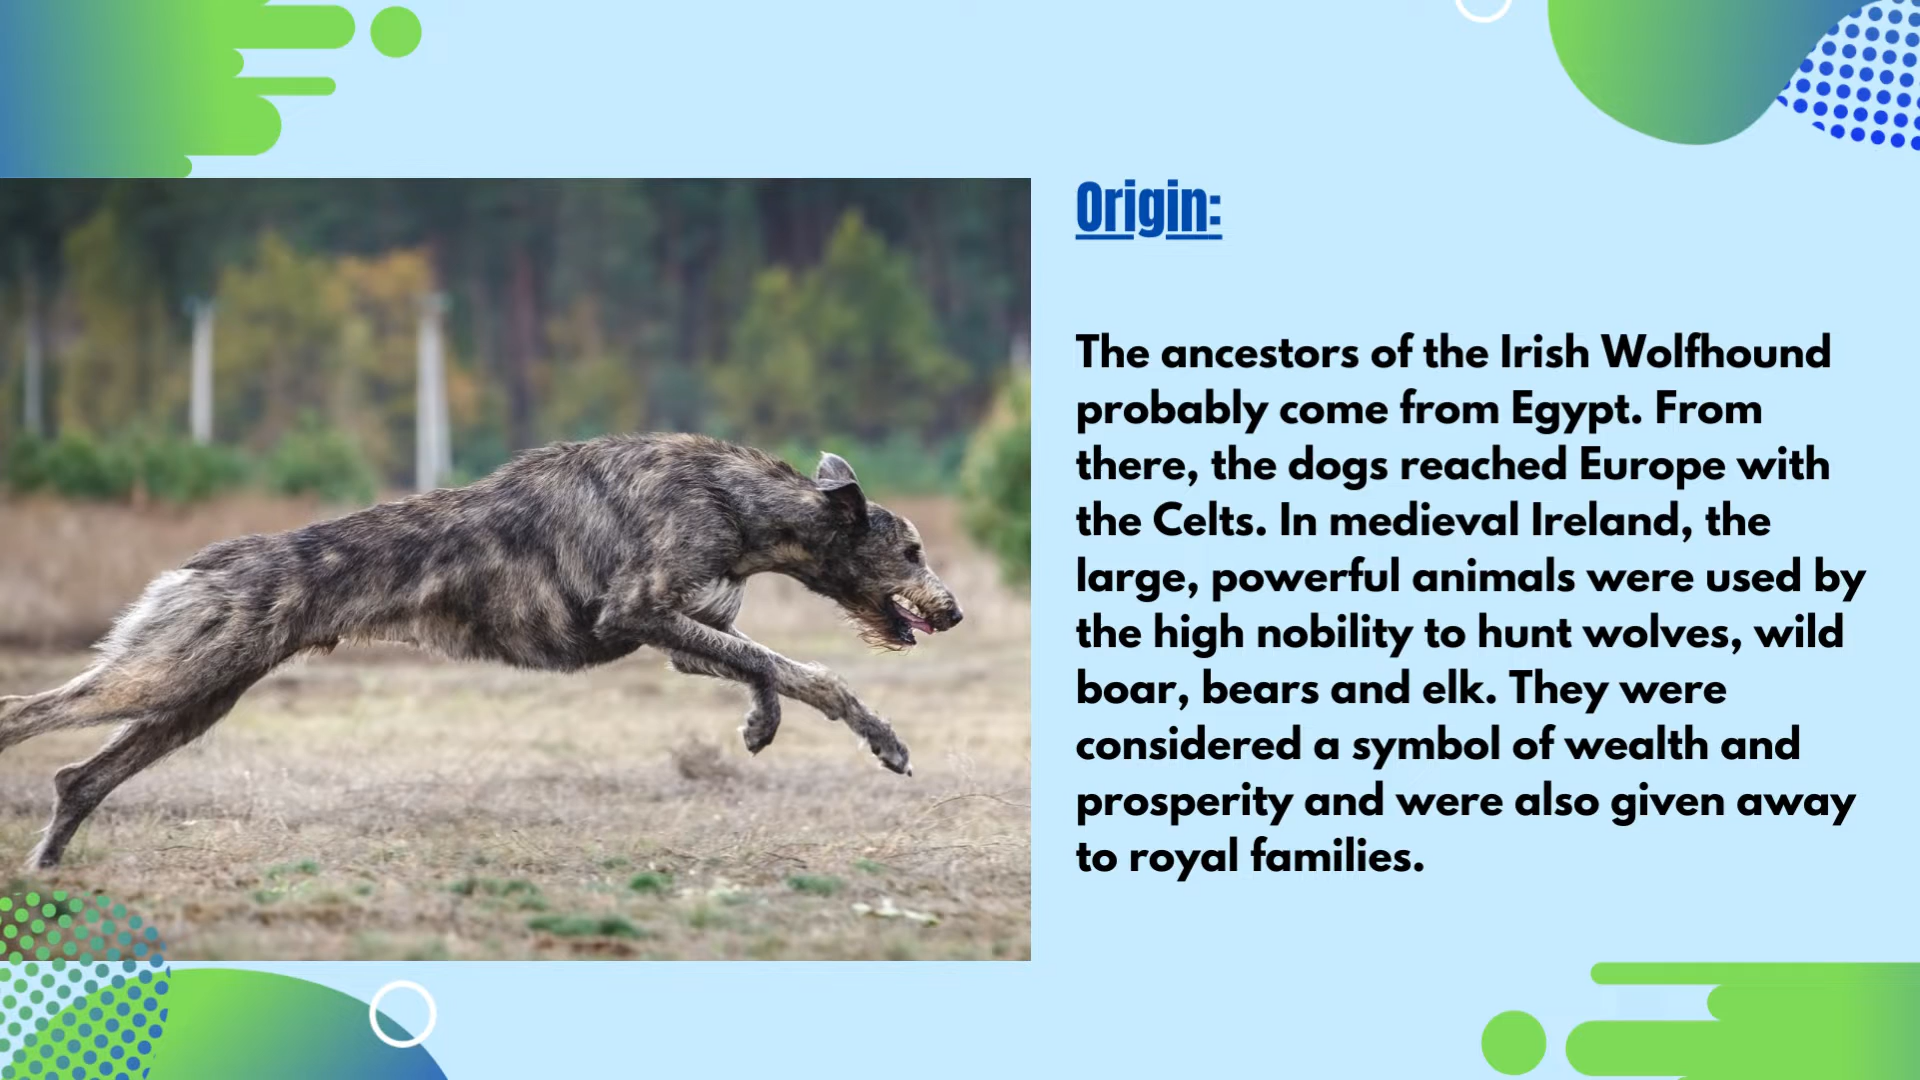 Origin:
The ancestors of the Irish Wolfhound
probably come from Egypt. From
there, the dogs reached Europe with
the Celts. In medieval Ireland, the
large, powerful animals were used by
the high nobility to hunt wolves, wild
boar, bears and elk. They were
considered a symbol of wealth and
prosperity and were also given away
to royal families.